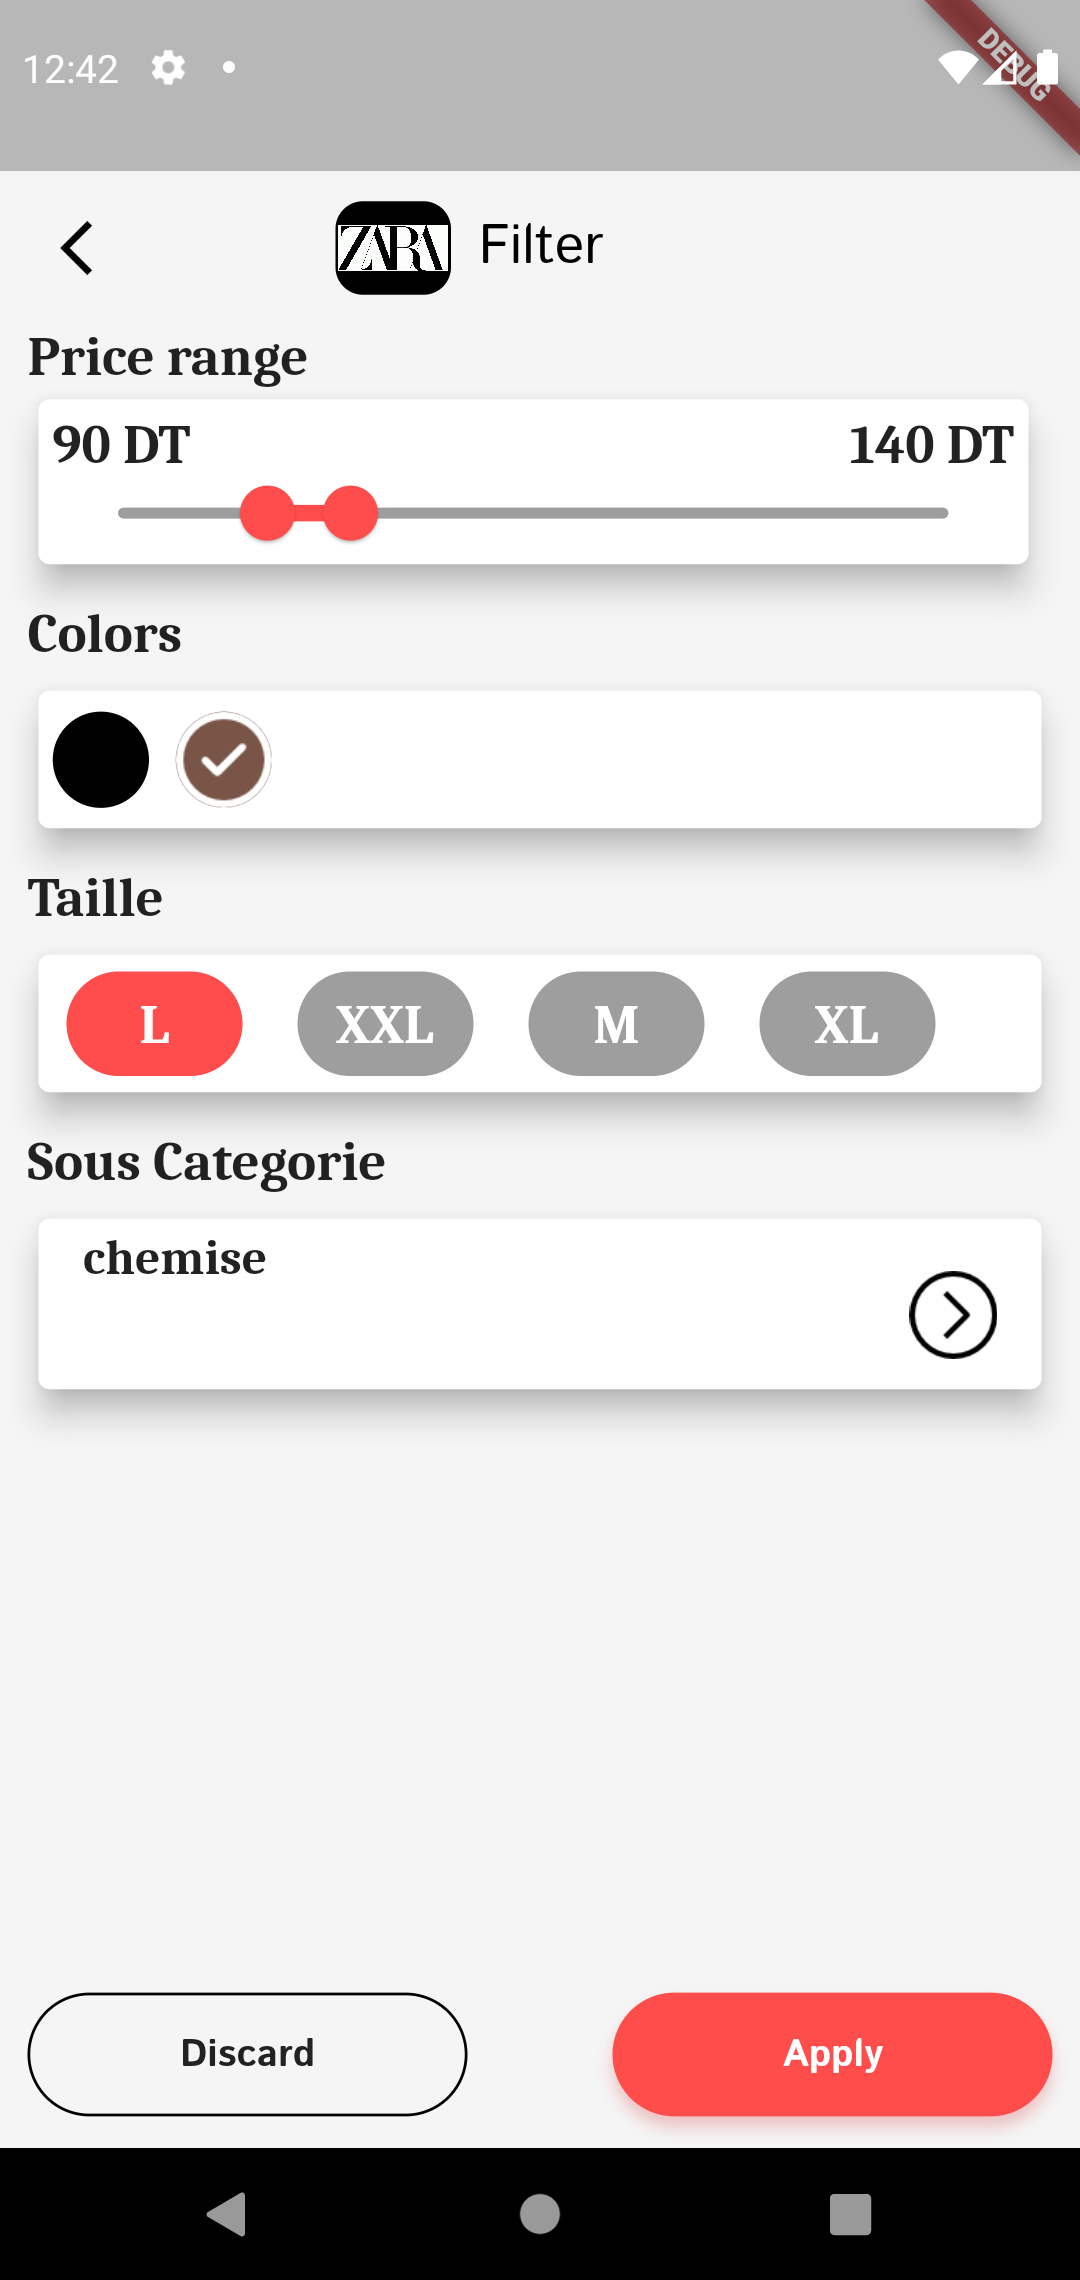 12:42
DEBUG
ZARA Filter
Price range
90 DT 140 DT
Colors
Taille
L XXL M XL
Sous Categorie
chemise
Discard Apply